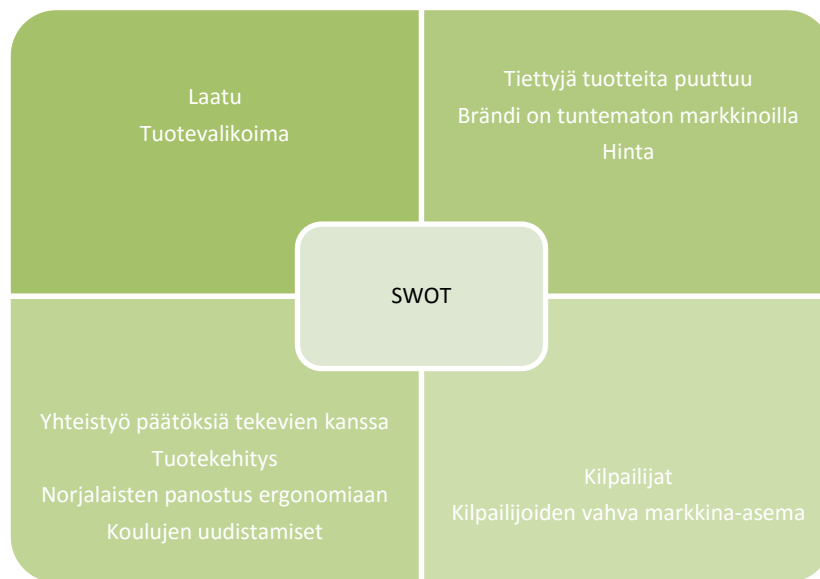 Laatu
Tuotevalikoima
Tiettyjä tuotteita puuttuu
Brändi on tuntematon markkinoilla
Hinta
SWOT
Yhteistyö päätöksiä tekevien kanssa
Tuotekehitys
Norjalaisten panostus ergonomiaan
Koulujen uudistamiset
Kilpailijat
Kilpailijoiden vahva markkina-asema